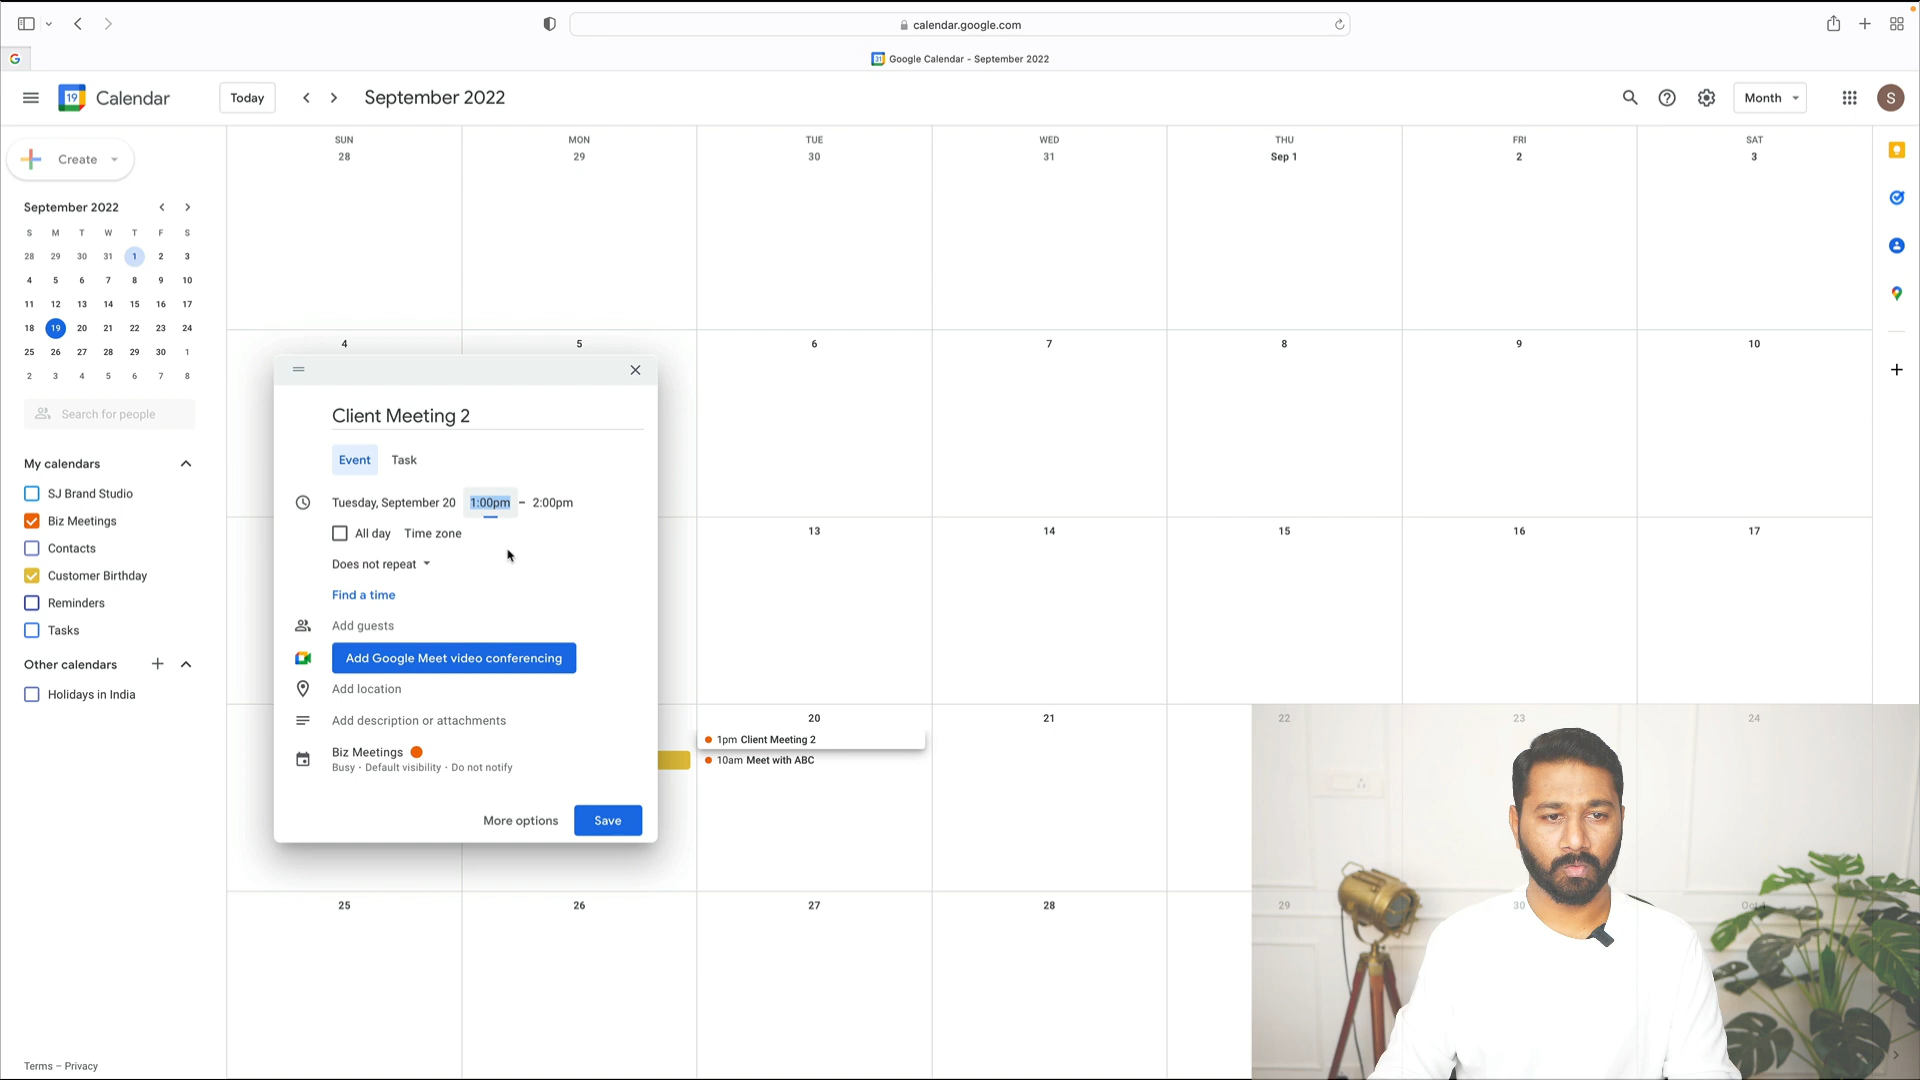 calendar.google.com
G
31 Google Calendar - September 2022
19 Calendar Today September 2022 Month S
Create
September 2022
S M T W T F S
28 29 30 31 1 2 3
4 5 6 7 8 9 10
11 12 13 14 15 16 17
18 19 20 21 22 23 24
25 26 27 28 29 30 1
2 3 4 5 6 7 8
Search for people
My calendars
SJ Brand Studio
Biz Meetings
Contacts
Customer Birthday
Reminders
Tasks
Other calendars
Holidays in India
Terms – Privacy
SUN MON TUE WED THU FRI SAT
28 29 30 31 Sep 1 2 3
4 5 6 7 8 9 10
Client Meeting 2
Event Task
Tuesday, September 20 1:00pm – 2:00pm
All day Time zone
Does not repeat
Find a time
Add guests
Add Google Meet video conferencing
Add location
Add description or attachments
Biz Meetings
Busy · Default visibility · Do not notify
More options Save
13 14 15 16 17
20 21 22 23 24
1pm Client Meeting 2
10am Meet with ABC
25 26 27 28 29 30